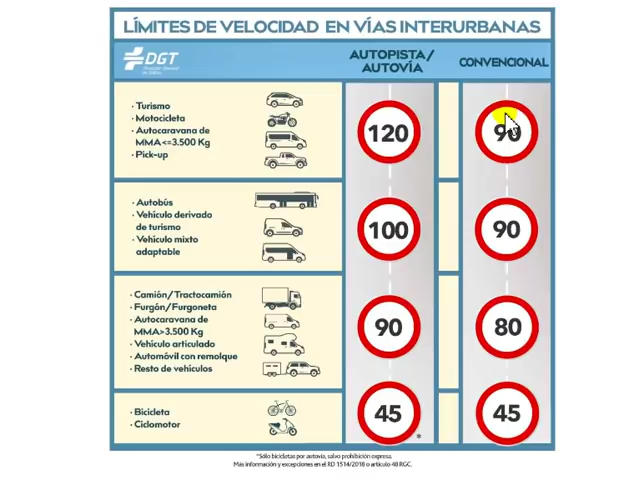 LÍMITES DE VELOCIDAD EN VÍAS INTERURBANAS
DGT
AUTOPISTA/
AUTOVÍA
CONVENCIONAL
· Turismo
· Motocicleta
· Autocaravana de
MMA<=3.500 Kg
· Pick-up
120
90
· Autobús
· Vehículo derivado
de turismo
· Vehículo mixto
adaptable
100
90
· Camión/Tractocamión
· Furgón/Furgoneta
· Autocaravana de
MMA>3.500 Kg
· Vehículo articulado
· Automóvil con remolque
· Resto de vehículos
90
80
· Bicicleta
· Ciclomotor
45
*
45
*Sólo bicicletas por autovía, salvo prohibición expresa.
Más información y excepciones en el RD 1514/2018 o artículo 48 RGC.